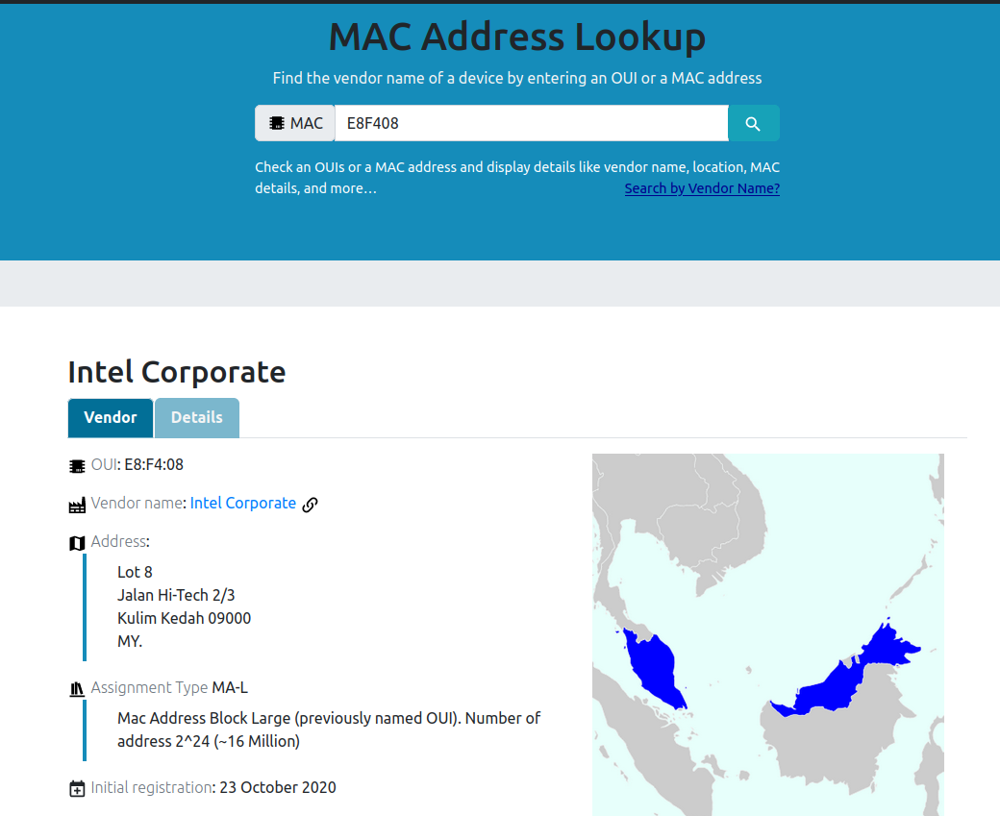 MAC Address Lookup
Find the vendor name of a device by entering an OUI or a MAC address
MAC E8F408
Check an OUIs or a MAC address and display details like vendor name, location, MAC
details, and more… Search by Vendor Name?
Intel Corporate
Vendor Details
OUI: E8:F4:08
Vendor name: Intel Corporate
Address:
Lot 8
Jalan Hi-Tech 2/3
Kulim Kedah 09000
MY.
Assignment Type MA-L
Mac Address Block Large (previously named OUI). Number of
address 2^24 (~16 Million)
Initial registration: 23 October 2020